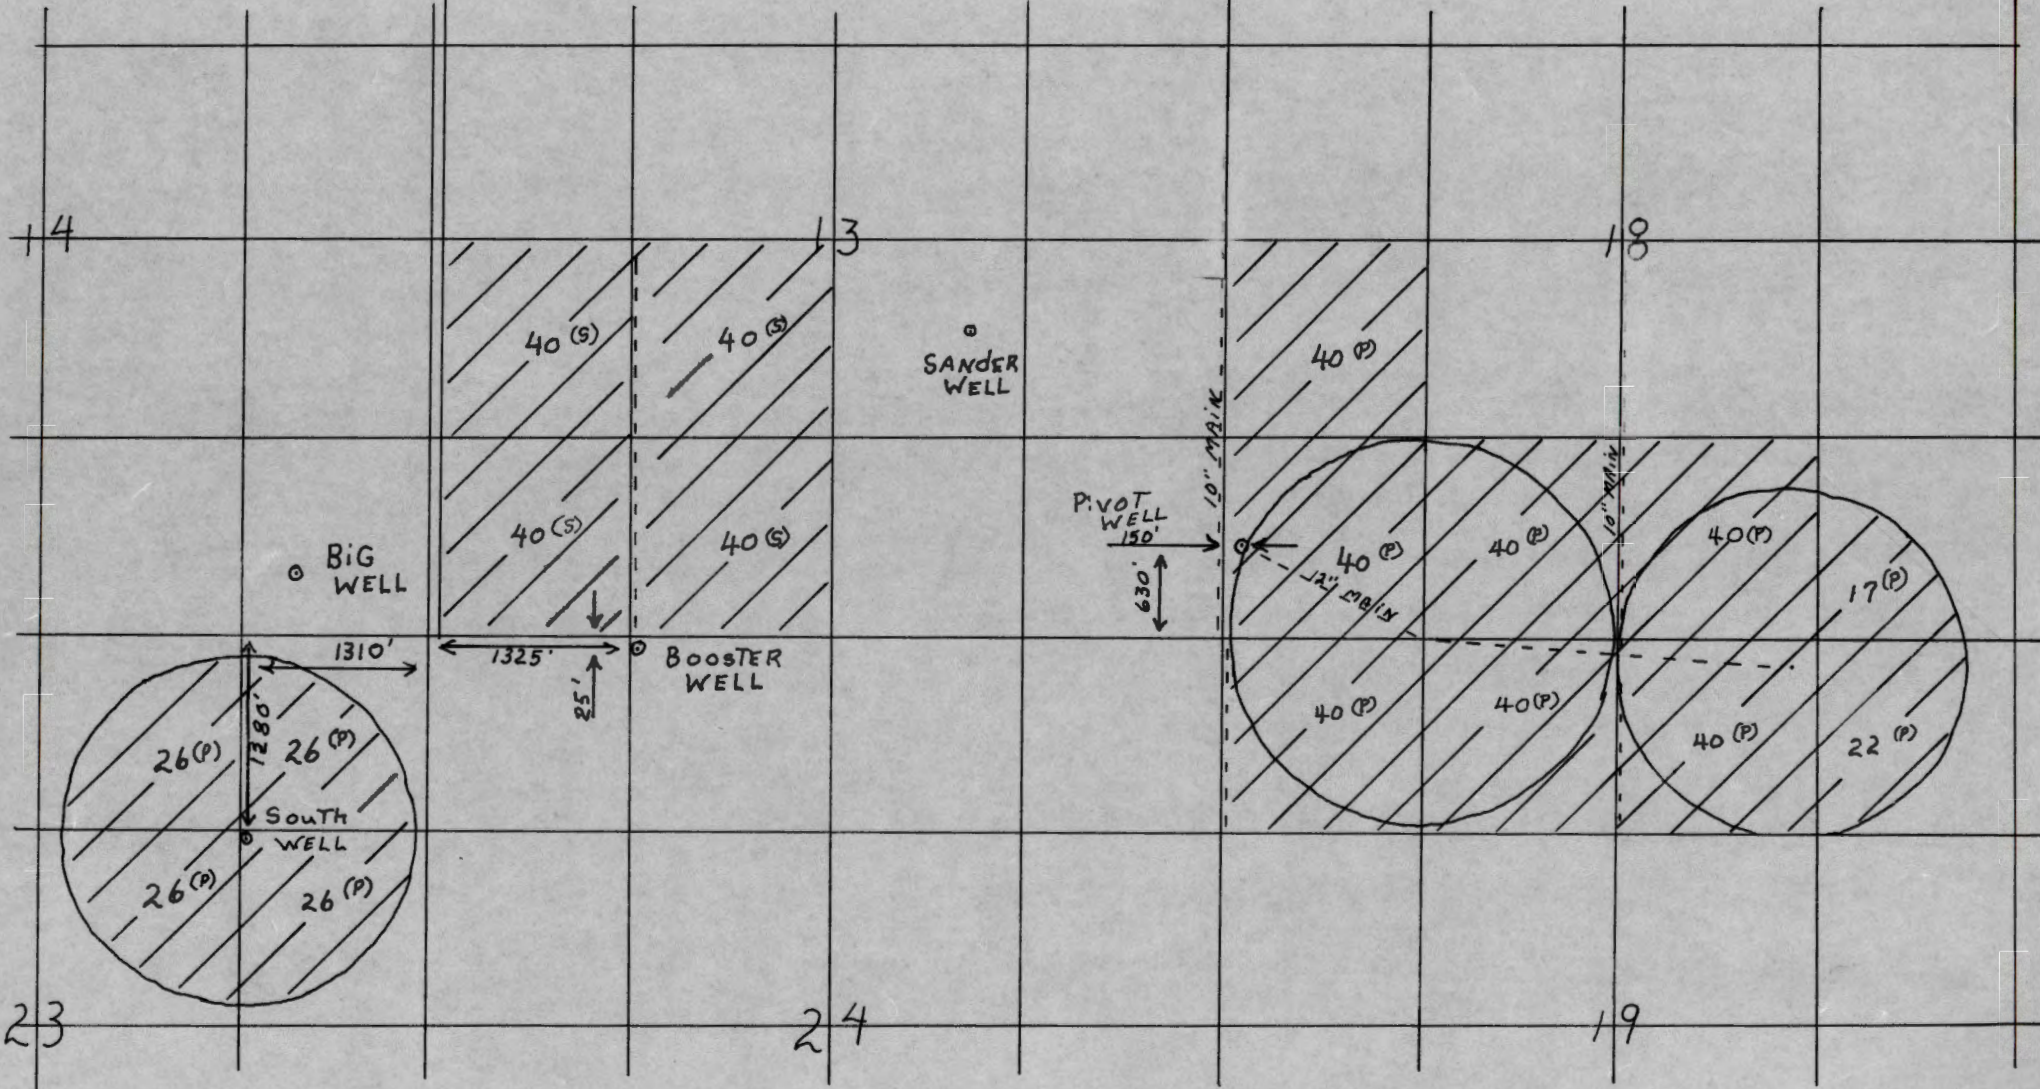 14
13
18
40 (S)
40 (S)
SANDER
WELL
40 (P)
10" MAIN
10" MAIN
PiVOT
WELL
150'
630'
40 (S)
40 (S)
40 (P)
40 (P)
40 (P)
17 (P)
12" MAIN
BiG
WELL
1310'
1325'
25'
BOOSTER
WELL
1280'
26 (P)
26 (P)
40 (P)
40 (P)
40 (P)
22 (P)
SOUTH
WELL
26 (P)
26 (P)
23
24
19